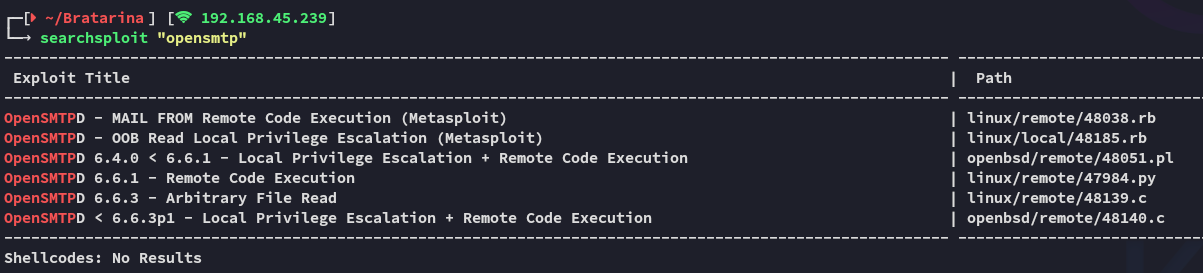 [ ~/Bratarina ] [ 192.168.45.239]
→ searchsploit "opensmtp"
Exploit Title | Path
OpenSMTPD - MAIL FROM Remote Code Execution (Metasploit) | linux/remote/48038.rb
OpenSMTPD - OOB Read Local Privilege Escalation (Metasploit) | linux/local/48185.rb
OpenSMTPD 6.4.0 < 6.6.1 - Local Privilege Escalation + Remote Code Execution | openbsd/remote/48051.pl
OpenSMTPD 6.6.1 - Remote Code Execution | linux/remote/47984.py
OpenSMTPD 6.6.3 - Arbitrary File Read | linux/remote/48139.c
OpenSMTPD < 6.6.3p1 - Local Privilege Escalation + Remote Code Execution | openbsd/remote/48140.c
Shellcodes: No Results